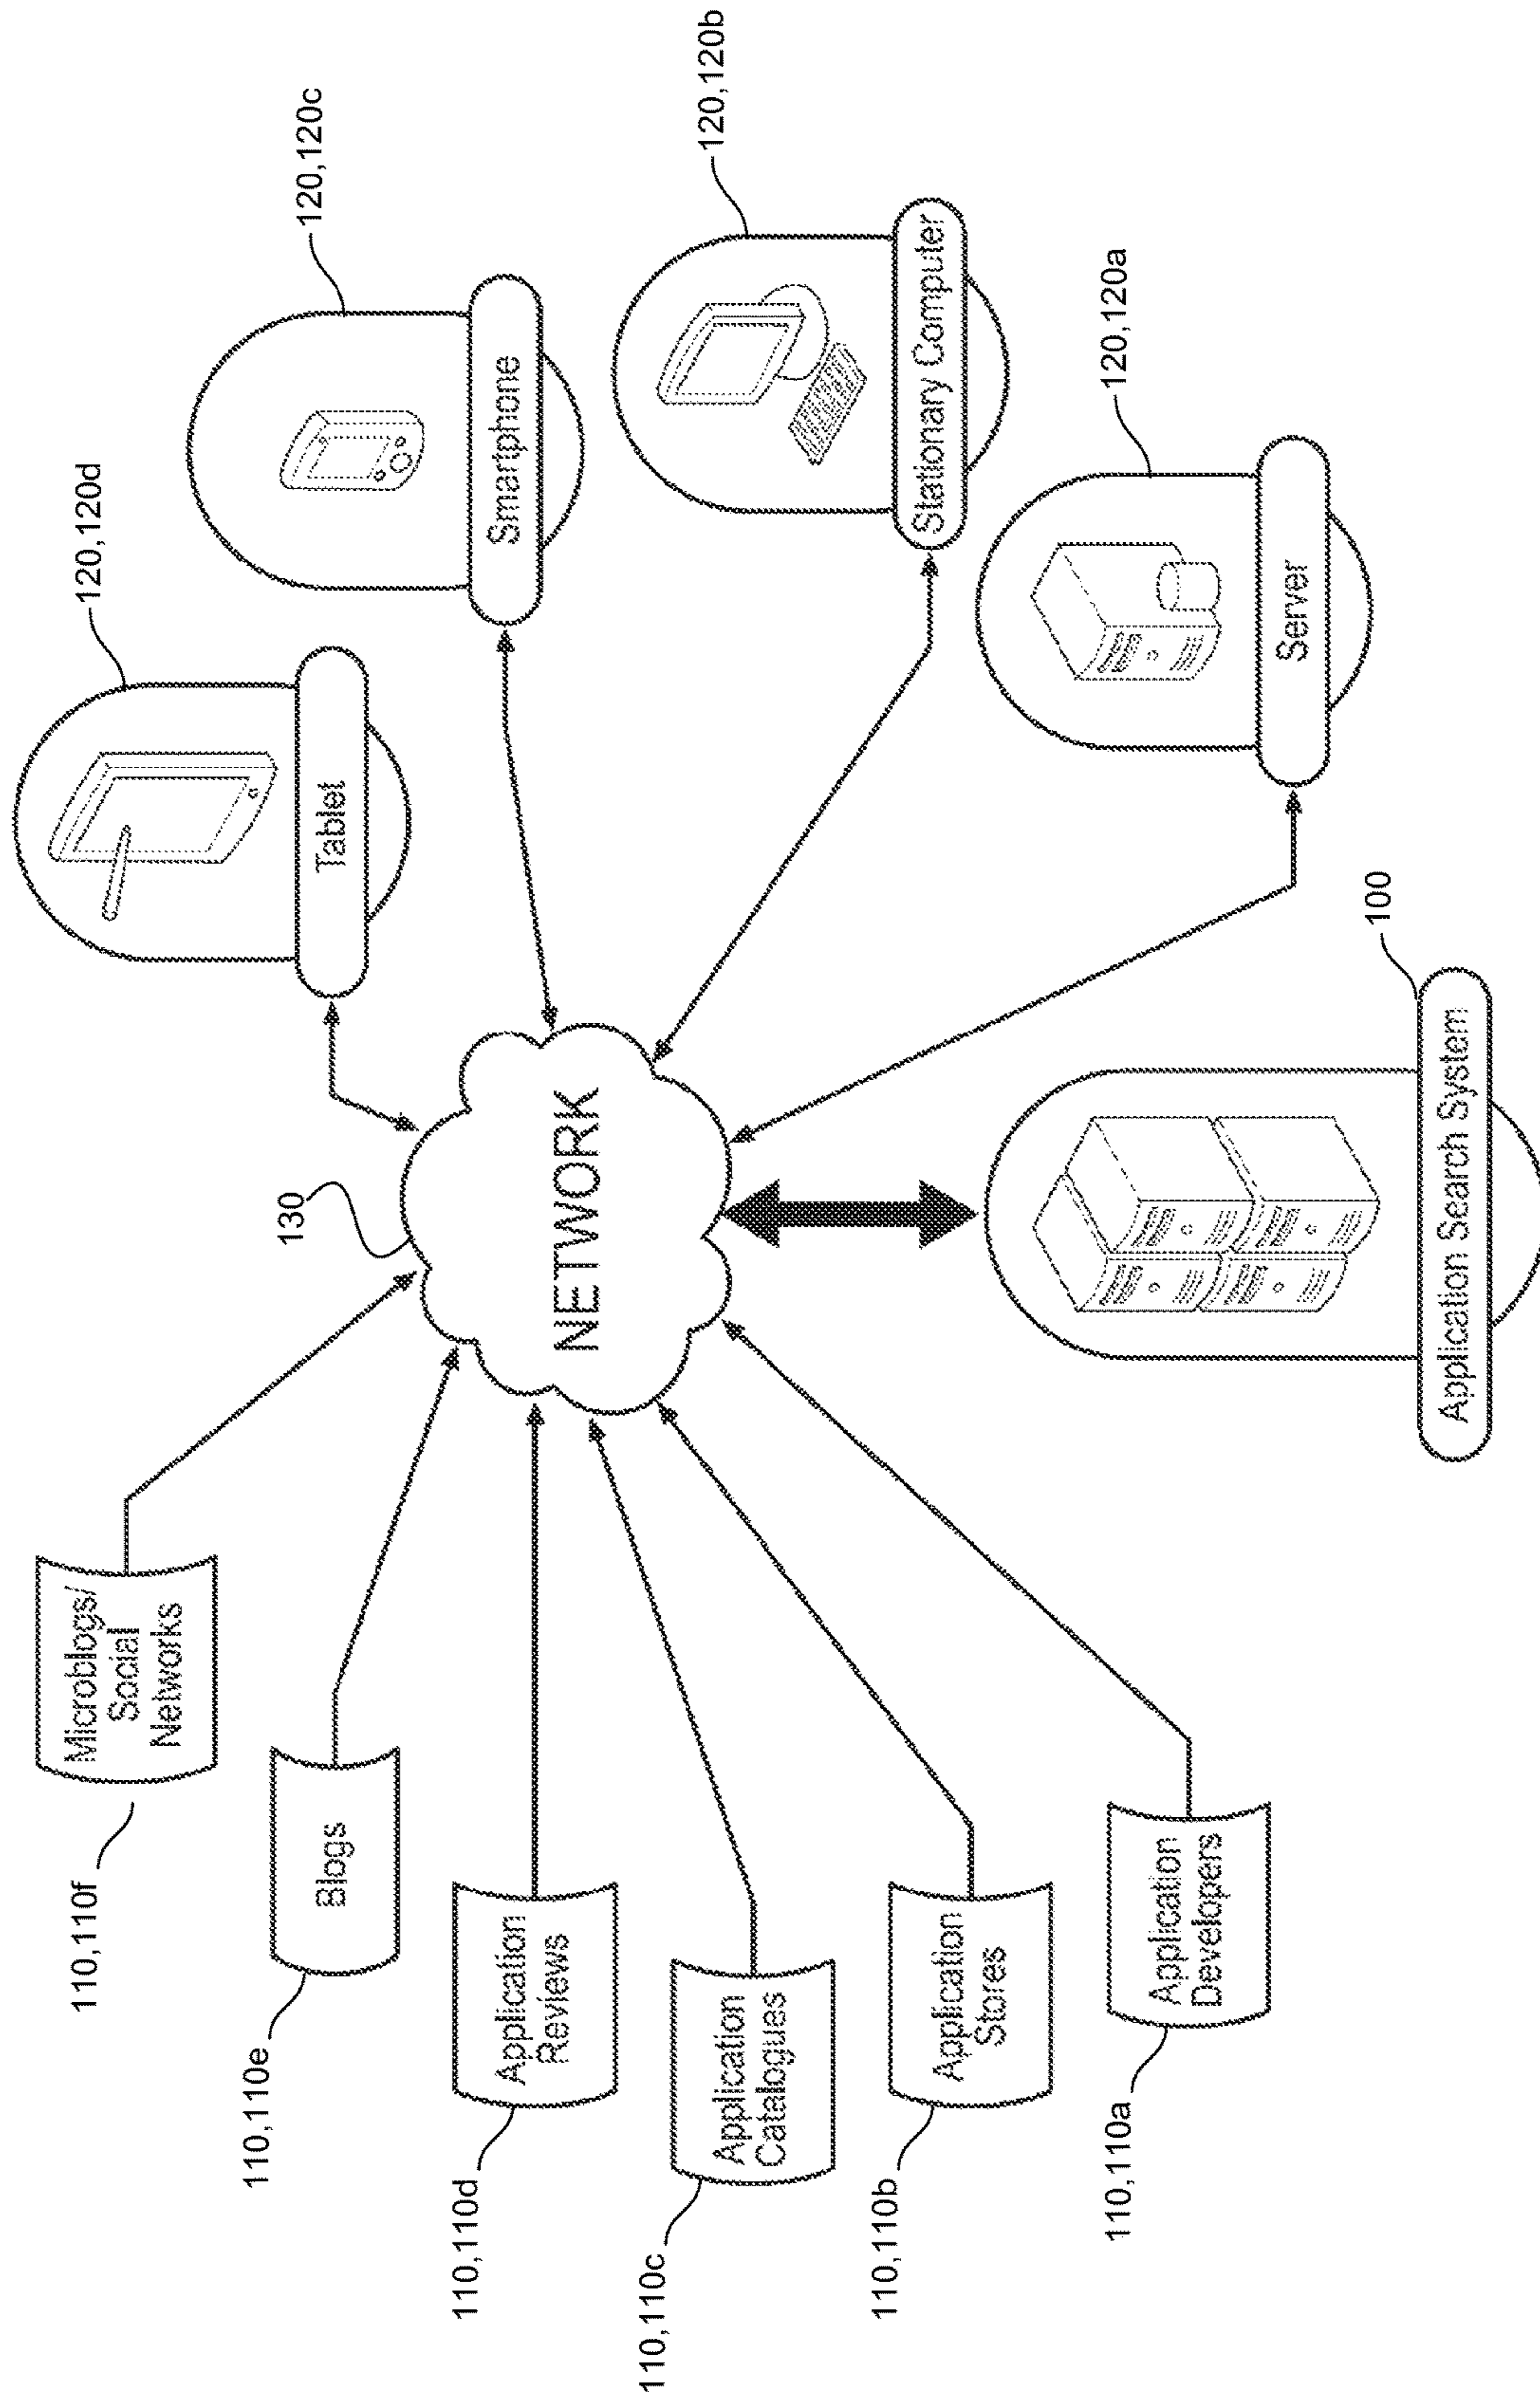 110,110f
Microblogs/
Social
Networks
110,110e
Blogs
110,110d
Application
Reviews
110,110c
Application
Catalogues
110,110b
Application
Stores
110,110a
Application
Developers
130
NETWORK
120,120d
Tablet
120,120c
Smartphone
120,120b
Stationary Computer
120,120a
Server
100
Application Search System